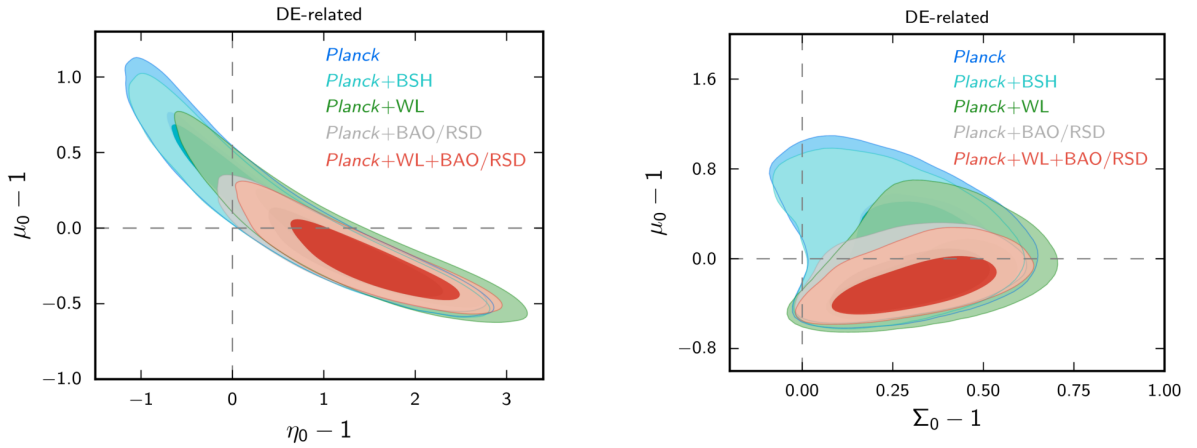 DE-related
Planck
Planck+BSH
Planck+WL
Planck+BAO/RSD
Planck+WL+BAO/RSD
1.0
0.5
0.0
−0.5
−1.0
μ₀ − 1
−1
0
1
2
3
η₀ − 1
DE-related
Planck
Planck+BSH
Planck+WL
Planck+BAO/RSD
Planck+WL+BAO/RSD
1.6
0.8
0.0
−0.8
μ₀ − 1
0.00
0.25
0.50
0.75
1.00
Σ₀ − 1